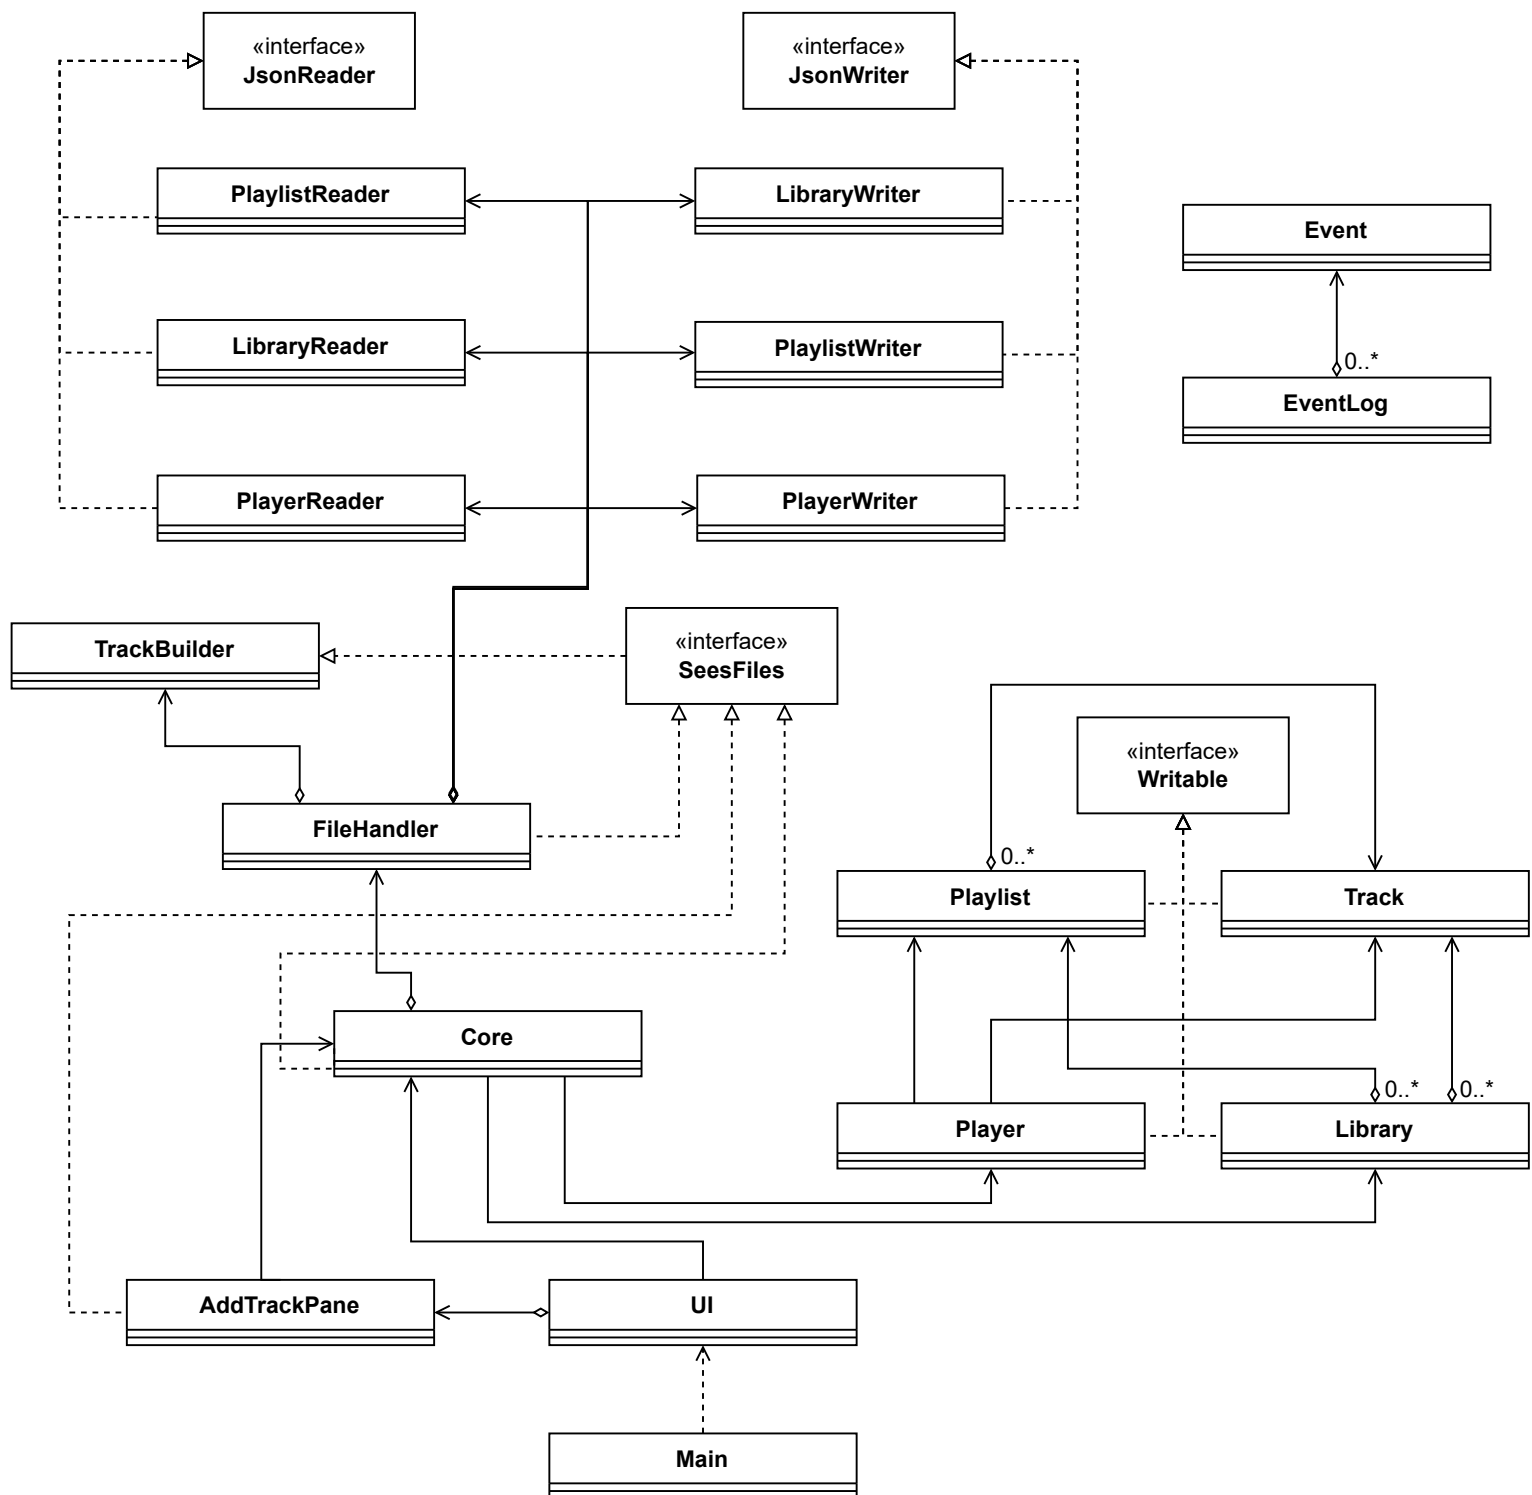 «interface»
JsonReader
«interface»
JsonWriter
PlaylistReader
LibraryWriter
Event
LibraryReader
PlaylistWriter
0..*
EventLog
PlayerReader
PlayerWriter
TrackBuilder
«interface»
SeesFiles
«interface»
Writable
FileHandler
0..*
Playlist
Track
Core
0..*
0..*
Player
Library
AddTrackPane
UI
Main